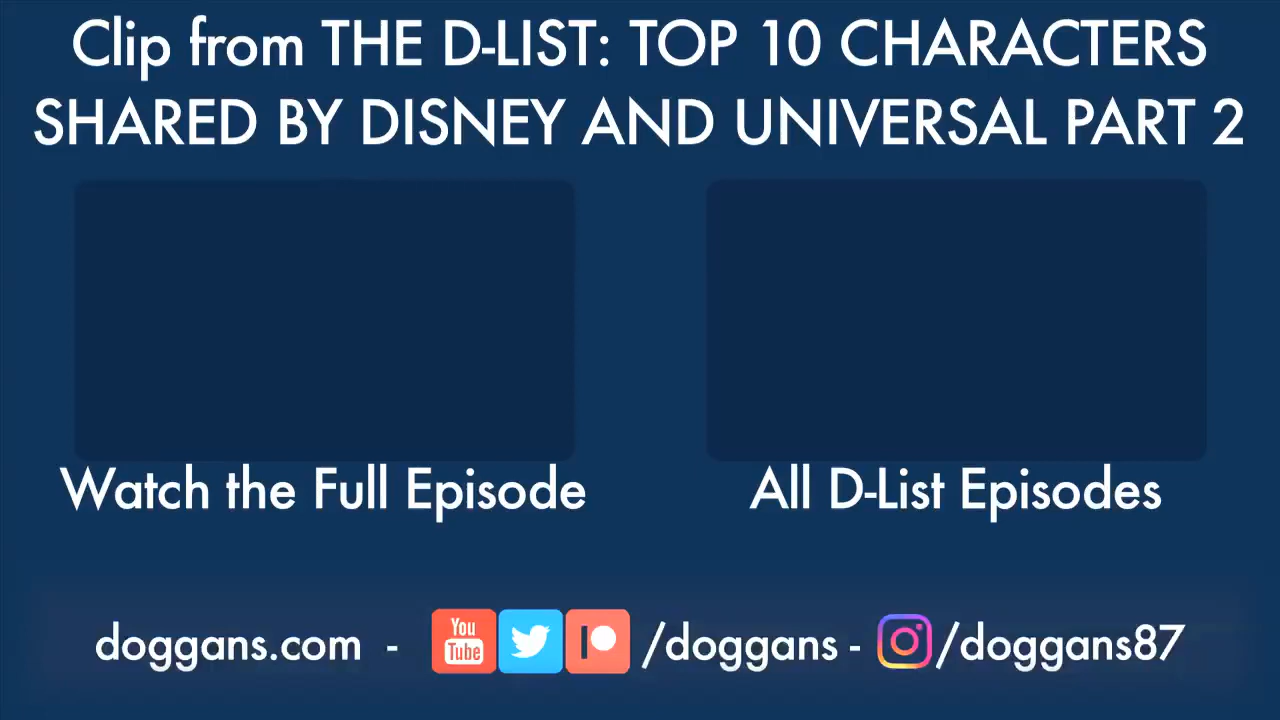 Clip from THE D-LIST: TOP 10 CHARACTERS
SHARED BY DISNEY AND UNIVERSAL PART 2
Watch the Full Episode
All D-List Episodes
doggans.com - You Tube /doggans - /doggans87